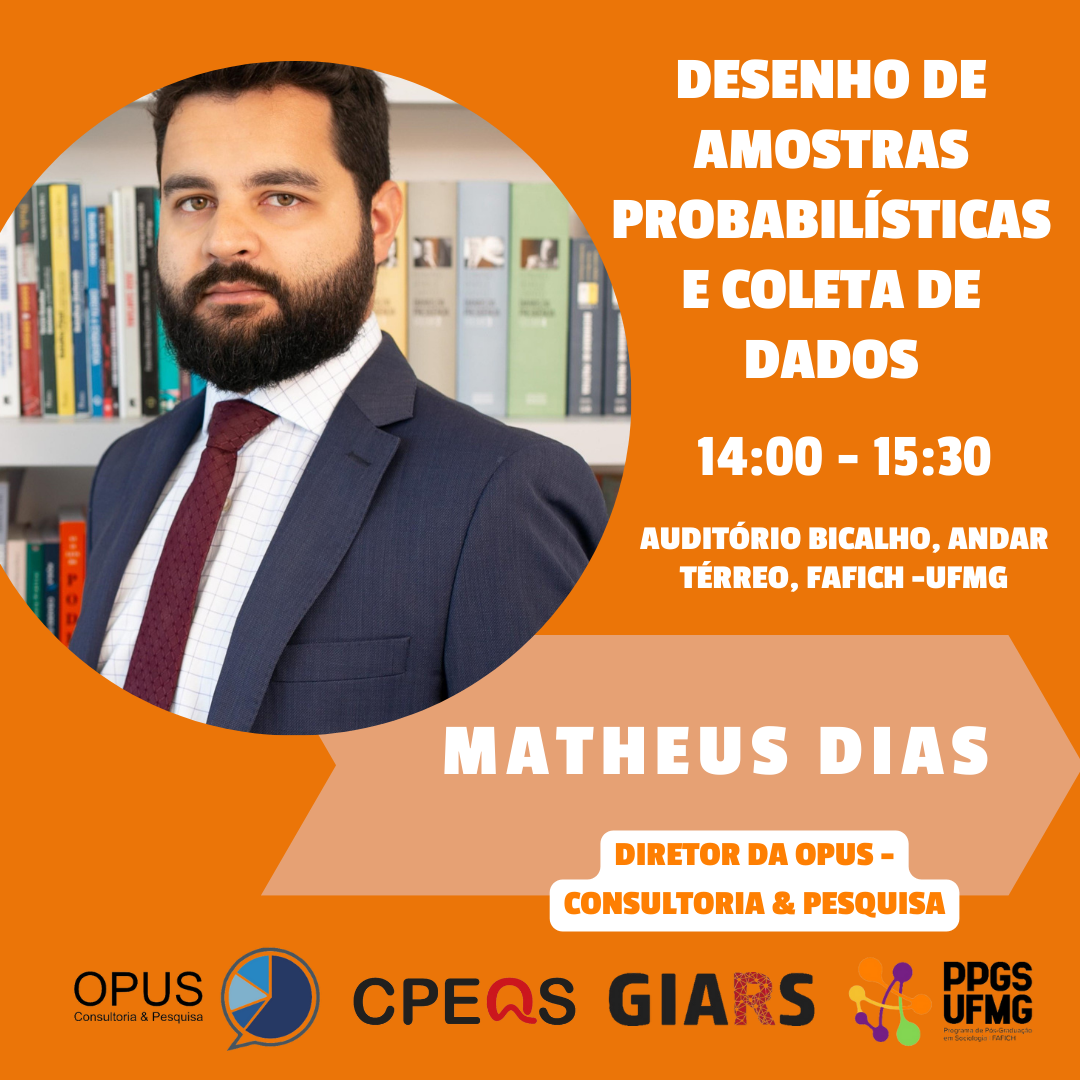 DESENHO DE
AMOSTRAS
PROBABILÍSTICAS
E COLETA DE
DADOS
14:00 - 15:30
AUDITÓRIO BICALHO, ANDAR
TÉRREO, FAFICH -UFMG
MATHEUS DIAS
DIRETOR DA OPUS -
CONSULTORIA & PESQUISA
OPUS
Consultoria & Pesquisa
CPEQS
GIARS
PPGS
UFMG
Programa de Pós-Graduação
em Sociologia - FAFICH